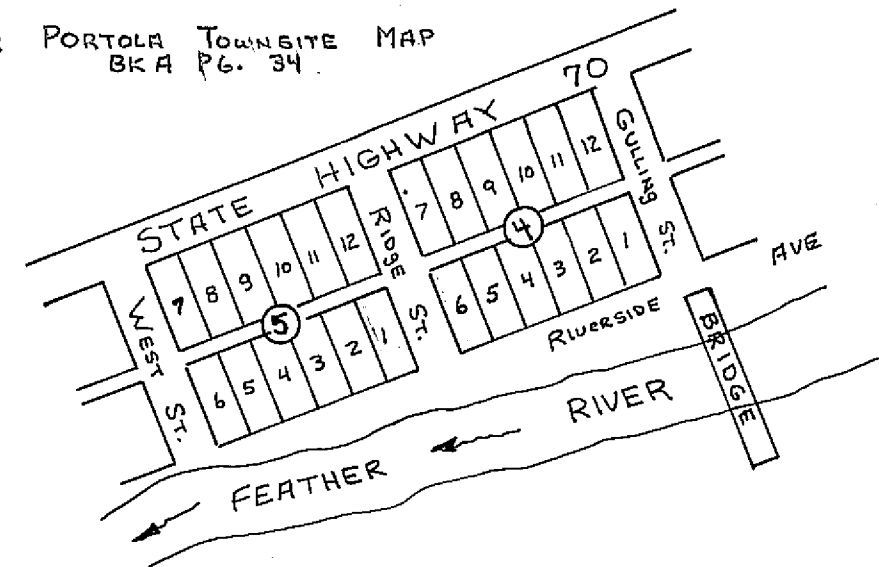 PORTOLA TOWNSITE MAP
BK A PG. 34
STATE HIGHWAY 70
7 8 9 10 11 12
7 8 9 10 11 12
GULLING ST.
RIDGE ST.
WEST ST.
4
5
6 5 4 3 2 1
6 5 4 3 2 1
RIVERSIDE AVE
BRIDGE
FEATHER RIVER